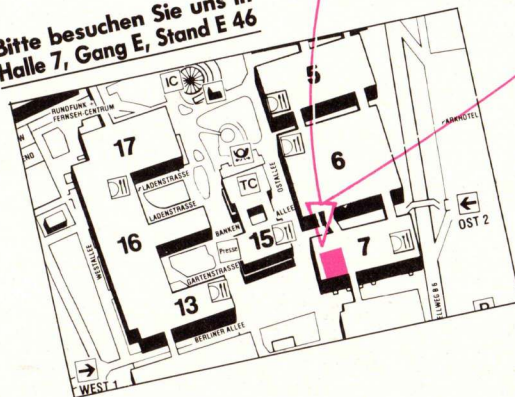 Bitte besuchen Sie uns in
Halle 7, Gang E, Stand E 46
IC
5
RUNDFUNK-
FERNSEH-CENTRUM
17
6
PARKHOTEL
LADENSTRASSE
TC
OSTALLEE
LADENSTRASSE
OST 2
16
BANKEN
ALLEE
15
7
WESTALLEE
Presse
GARTENSTRASSE
13
BERLINER ALLEE
WEST 1